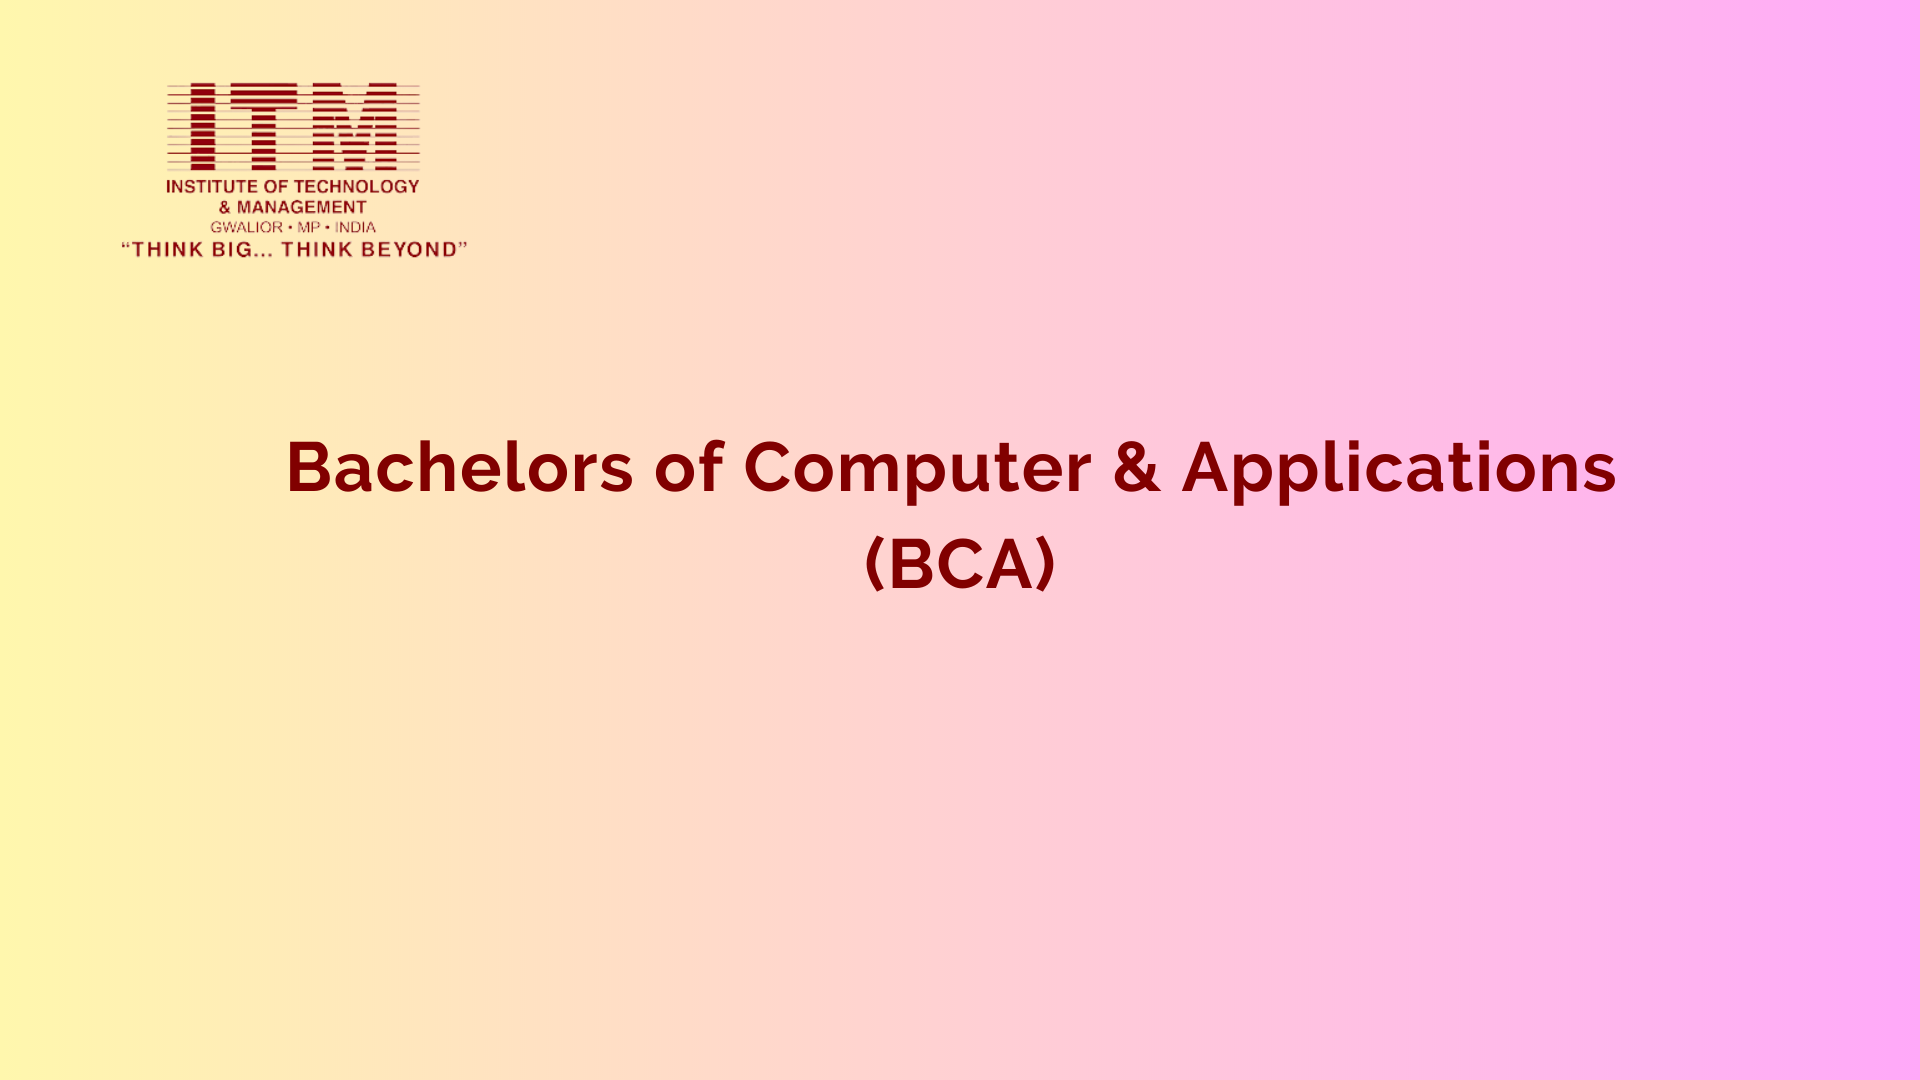 ITM
INSTITUTE OF TECHNOLOGY
& MANAGEMENT
GWALIOR • MP • INDIA
“THINK BIG... THINK BEYOND”
Bachelors of Computer & Applications
(BCA)